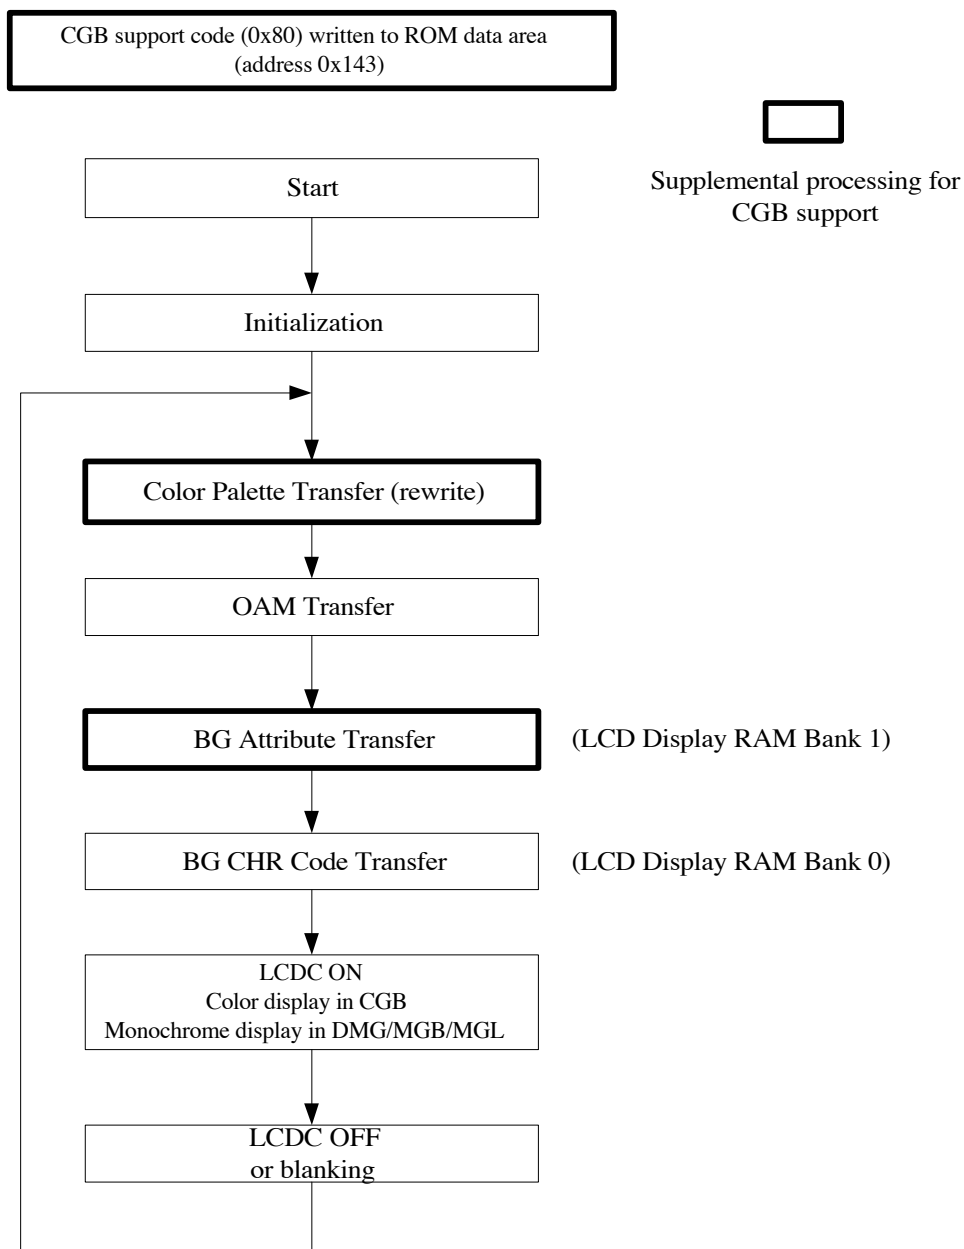 CGB support code (0x80) written to ROM data area
(address 0x143)
Supplemental processing for
CGB support
Start
Initialization
Color Palette Transfer (rewrite)
OAM Transfer
BG Attribute Transfer
(LCD Display RAM Bank 1)
BG CHR Code Transfer
(LCD Display RAM Bank 0)
LCDC ON
Color display in CGB
Monochrome display in DMG/MGB/MGL
LCDC OFF
or blanking